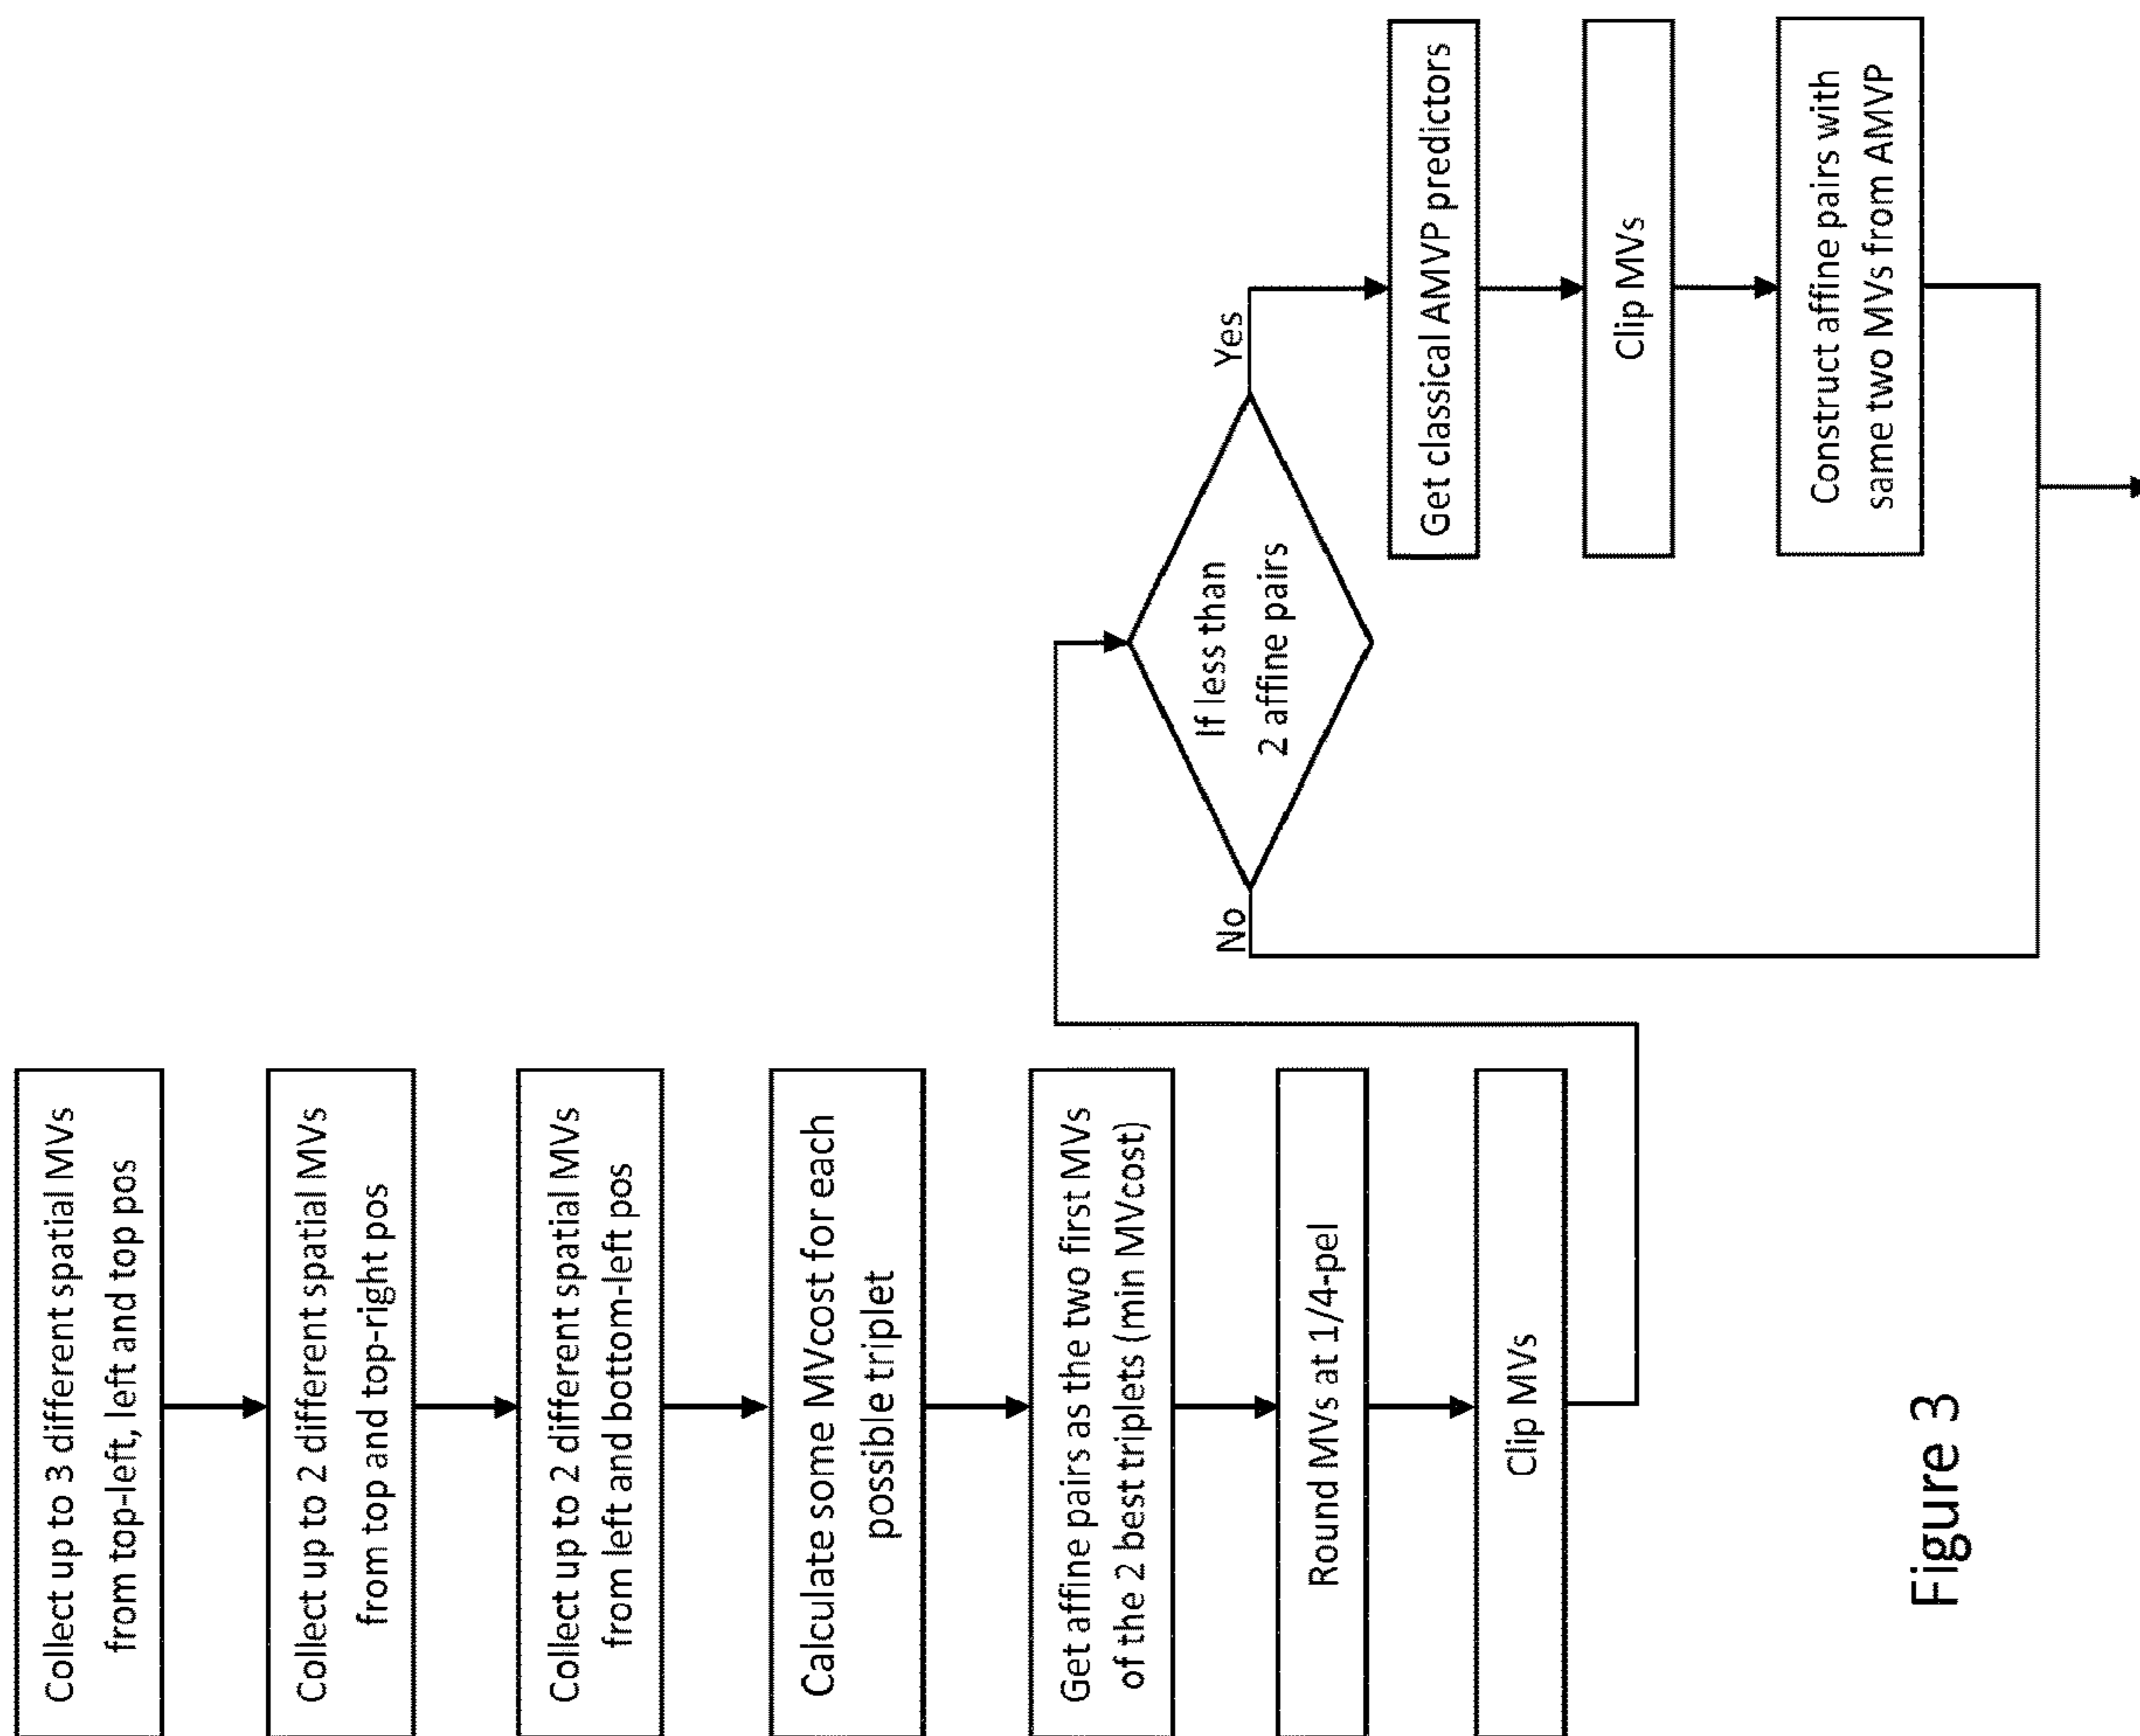 Collect up to 3 different spatial MVs
from top-left, left and top pos
Collect up to 2 different spatial MVs
from top and top-right pos
Collect up to 2 different spatial MVs
from left and bottom-left pos
Calculate some MVcost for each
possible triplet
Get affine pairs as the two first MVs
of the 2 best triplets (min MVcost)
Round MVs at 1/4-pel
Clip MVs
If less than
2 affine pairs
No
Yes
Get classical AMVP predictors
Clip MVs
Construct affine pairs with
same two MVs from AMVP
Figure 3